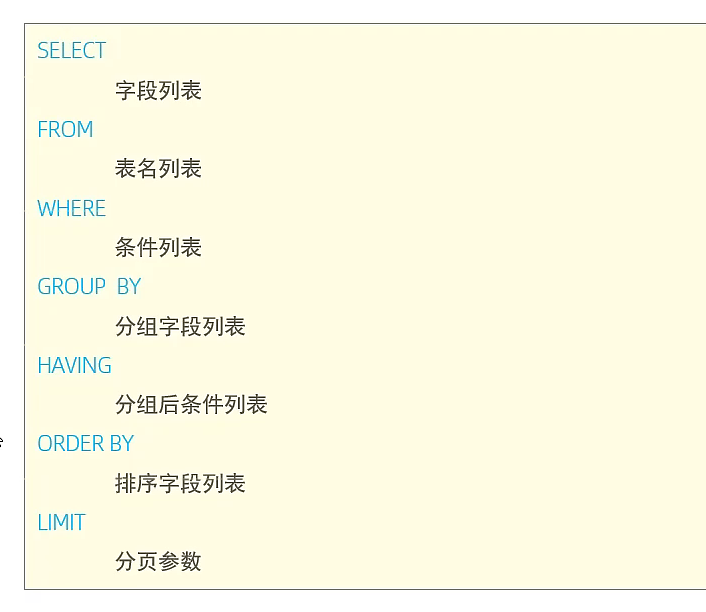 SELECT
字段列表
FROM
表名列表
WHERE
条件列表
GROUP BY
分组字段列表
HAVING
分组后条件列表
ORDER BY
排序字段列表
LIMIT
分页参数